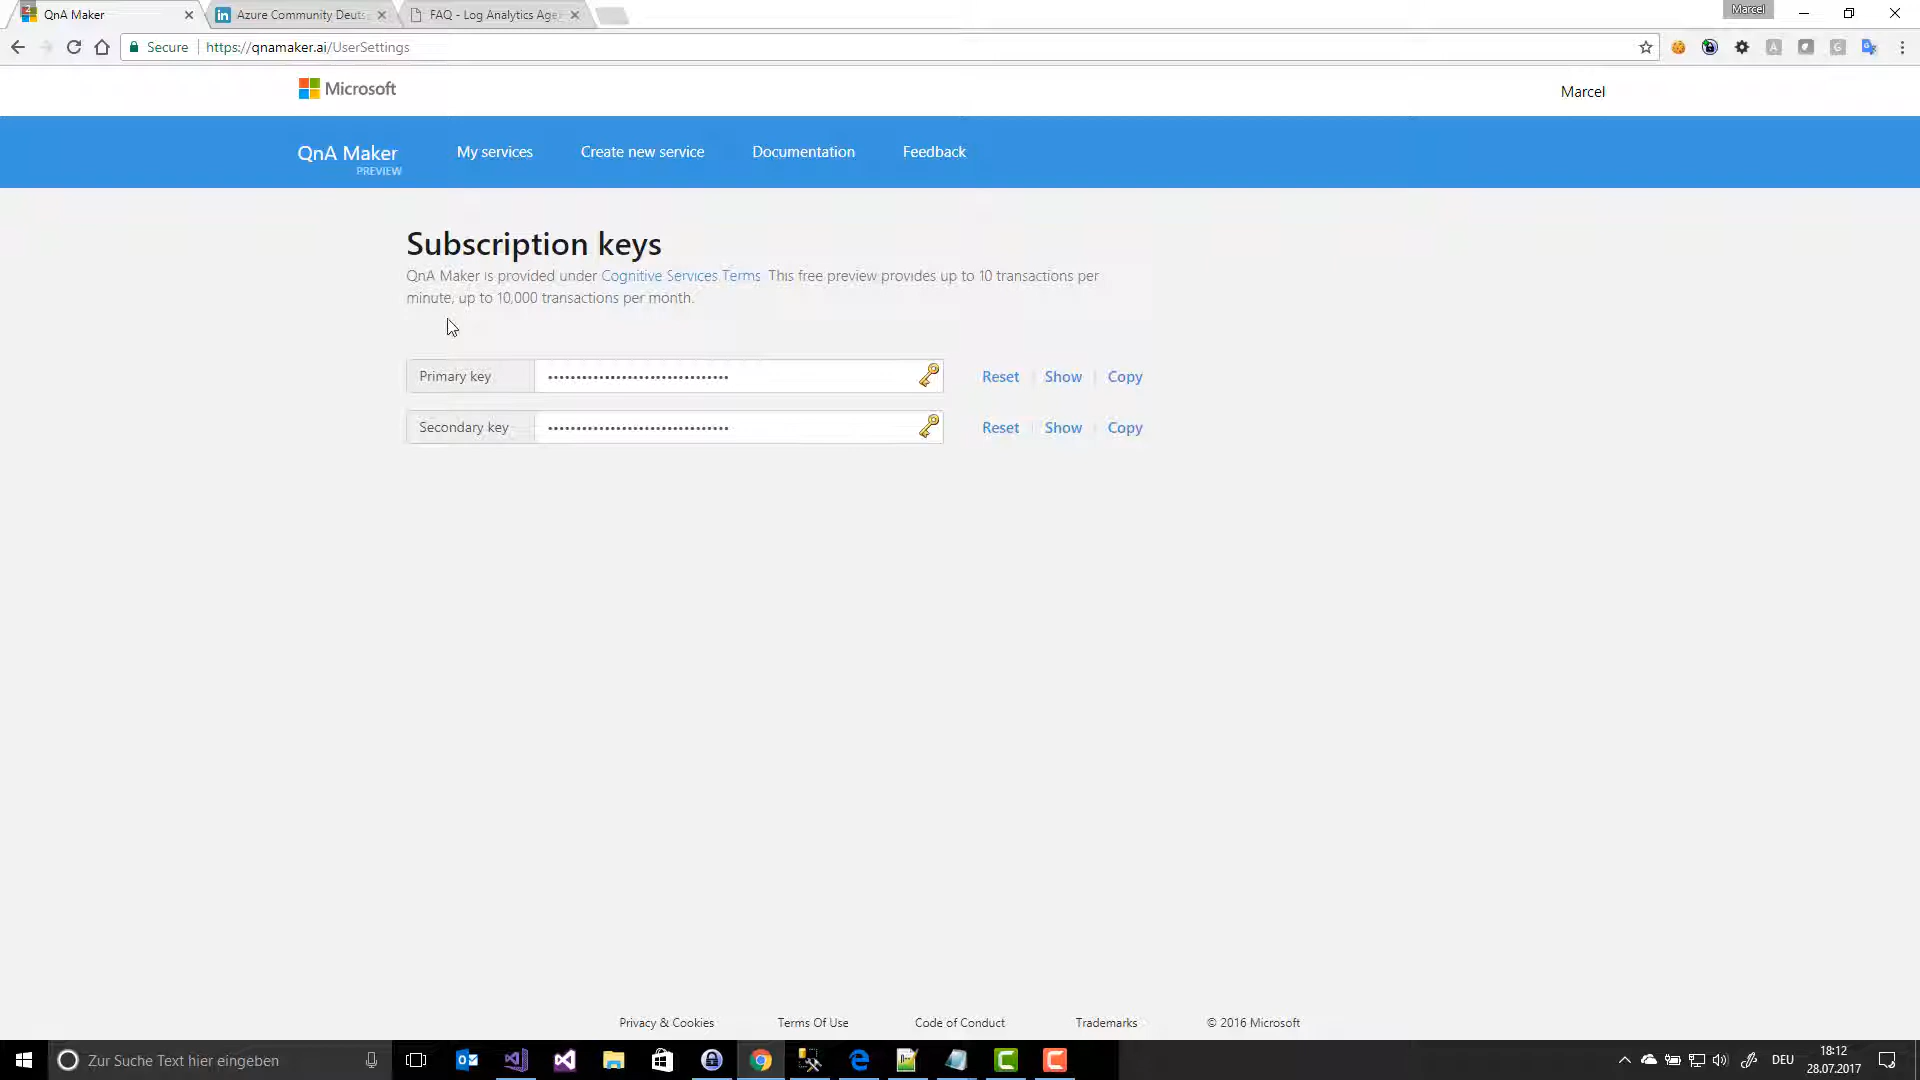 QnA Maker
Azure Community Deuts
FAQ - Log Analytics Age
Marcel
Secure
https://qnamaker.ai/UserSettings
Microsoft
Marcel
QnA Maker
PREVIEW
My services
Create new service
Documentation
Feedback
Subscription keys
QnA Maker is provided under Cognitive Services Terms. This free preview provides up to 10 transactions per
minute, up to 10,000 transactions per month.
Primary key
Reset
Show
Copy
Secondary key
Reset
Show
Copy
Privacy & Cookies
Terms Of Use
Code of Conduct
Trademarks
© 2016 Microsoft
Zur Suche Text hier eingeben
DEU
18:12
28.07.2017